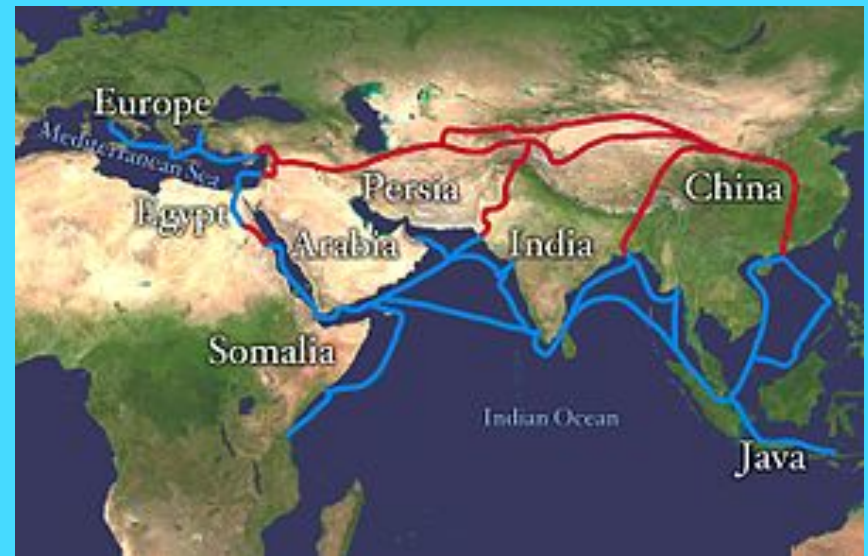 Europe
Mediterranean Sea
Egypt
Persia
China
Arabia
India
Somalia
Indian Ocean
Java